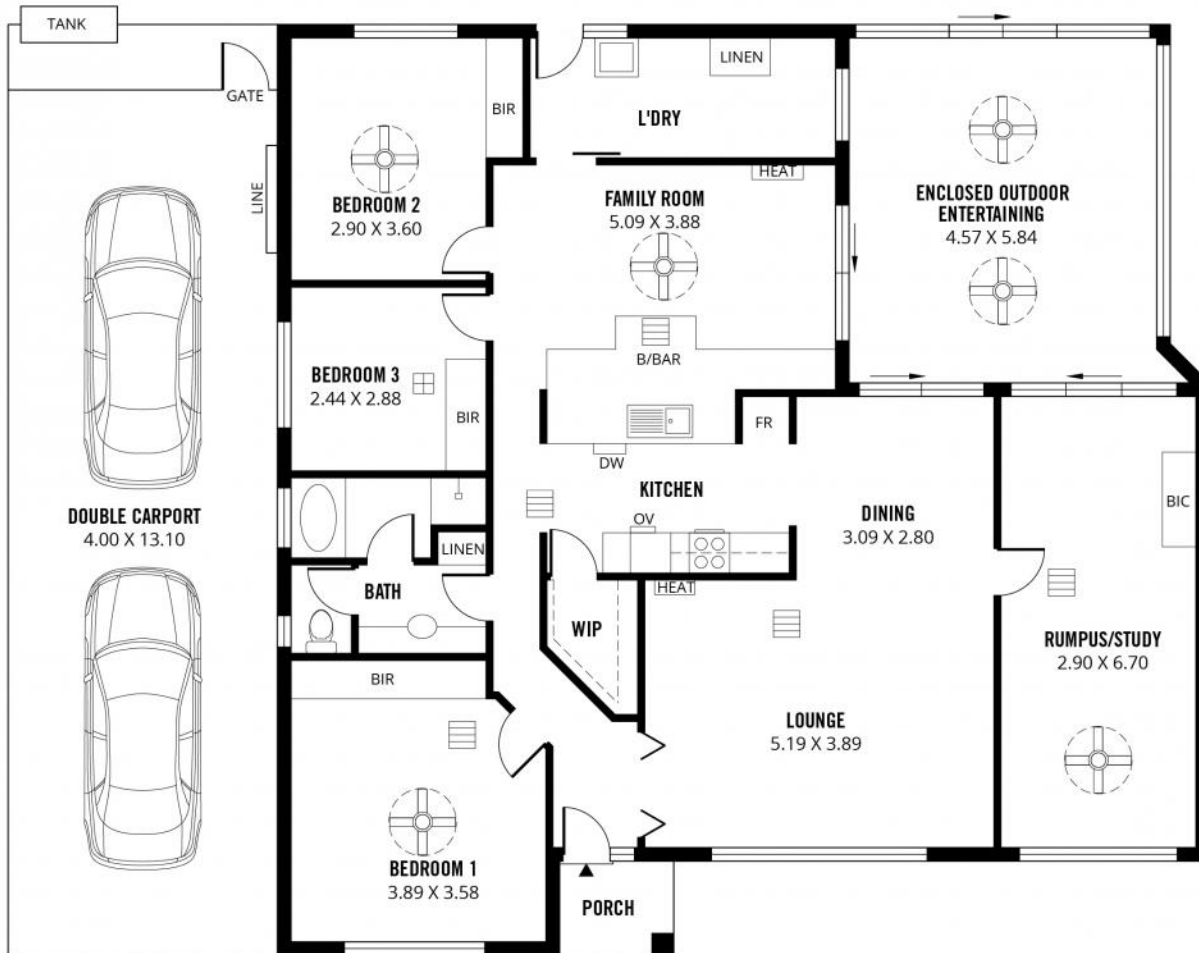 TANK
GATE
LINE
BIR
BEDROOM 2
2.90 X 3.60
LINEN
L'DRY
HEAT
FAMILY ROOM
5.09 X 3.88
ENCLOSED OUTDOOR
ENTERTAINING
4.57 X 5.84
B/BAR
BEDROOM 3
2.44 X 2.88
BIR
FR
DW
KITCHEN
OV
DINING
3.09 X 2.80
BIC
DOUBLE CARPORT
4.00 X 13.10
LINEN
BATH
HEAT
WIP
RUMPUS/STUDY
2.90 X 6.70
BIR
LOUNGE
5.19 X 3.89
BEDROOM 1
3.89 X 3.58
PORCH